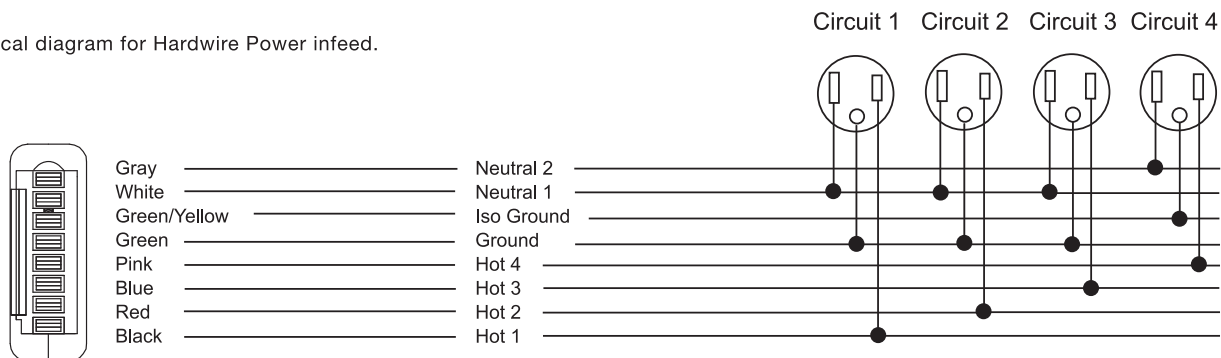 Circuit 1 Circuit 2 Circuit 3 Circuit 4
cal diagram for Hardwire Power infeed.
Gray Neutral 2
White Neutral 1
Green/Yellow Iso Ground
Green Ground
Pink Hot 4
Blue Hot 3
Red Hot 2
Black Hot 1